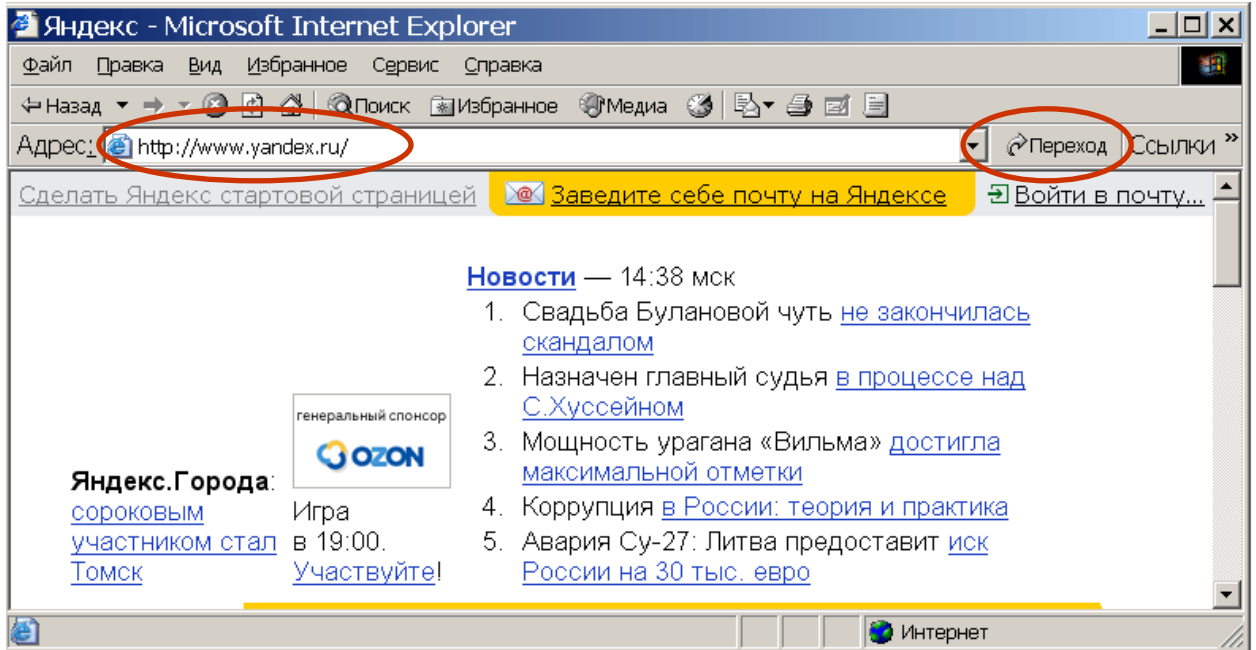 Яндекс - Microsoft Internet Explorer
Файл Правка Вид Избранное Сервис Справка
Назад Поиск Избранное Медиа
Адрес: http://www.yandex.ru/ Переход Ссылки »
Сделать Яндекс стартовой страницей Заведите себе почту на Яндексе Войти в почту...
Новости — 14:38 мск
1. Свадьба Булановой чуть не закончилась
скандалом
2. Назначен главный судья в процессе над
С.Хуссейном
3. Мощность урагана «Вильма» достигла
максимальной отметки
4. Коррупция в России: теория и практика
5. Авария Су-27: Литва предоставит иск
России на 30 тыс. евро
генеральный спонсор
OZON
Игра
в 19:00.
Участвуйте!
Яндекс.Города:
сороковым
участником стал
Томск
Интернет